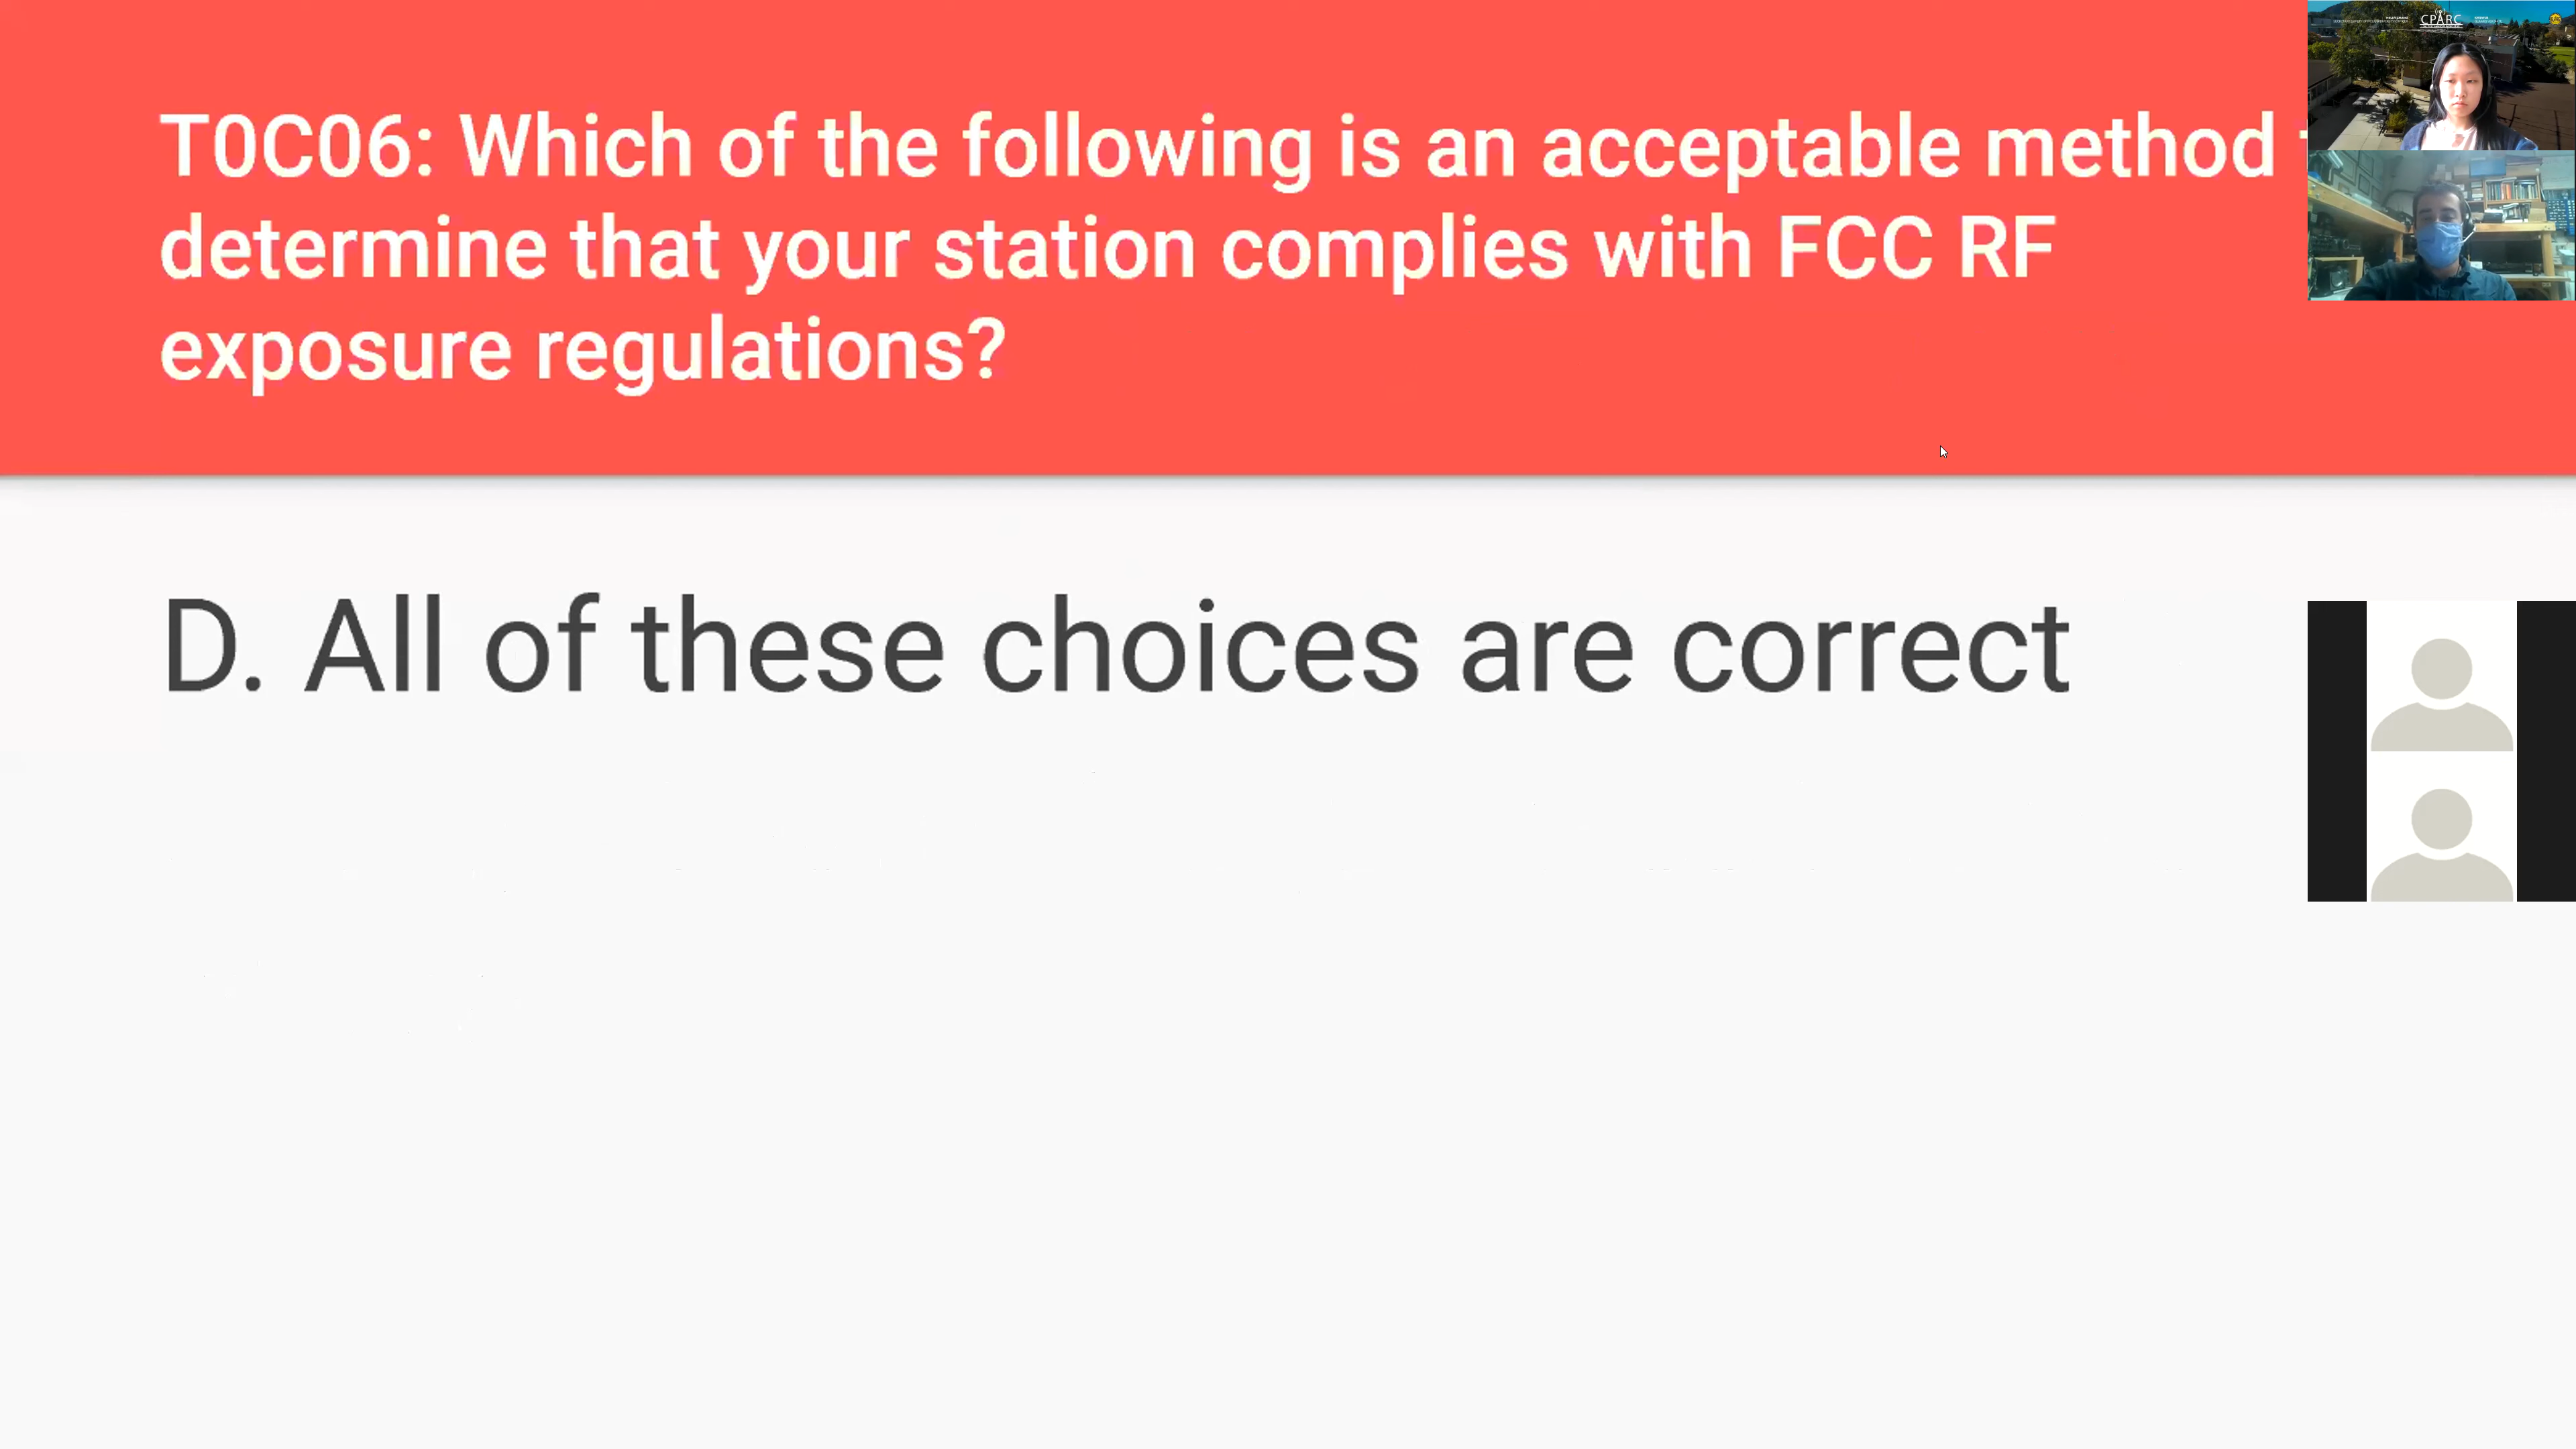 T0C06: Which of the following is an acceptable method
determine that your station complies with FCC RF
exposure regulations?
D. All of these choices are correct
CPARC